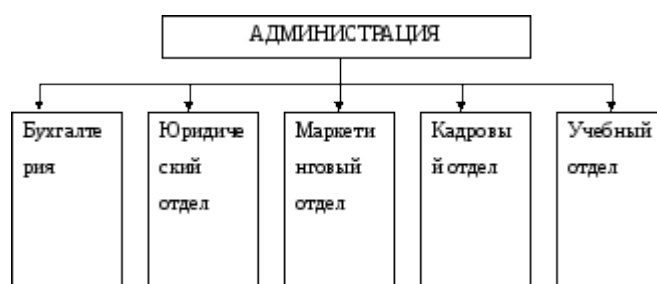 АДМИНИСТРАЦИЯ
Бухгалте
рия
Юридиче
ский
отдел
Маркети
нговый
отдел
Кадровы
й отдел
Учебный
отдел